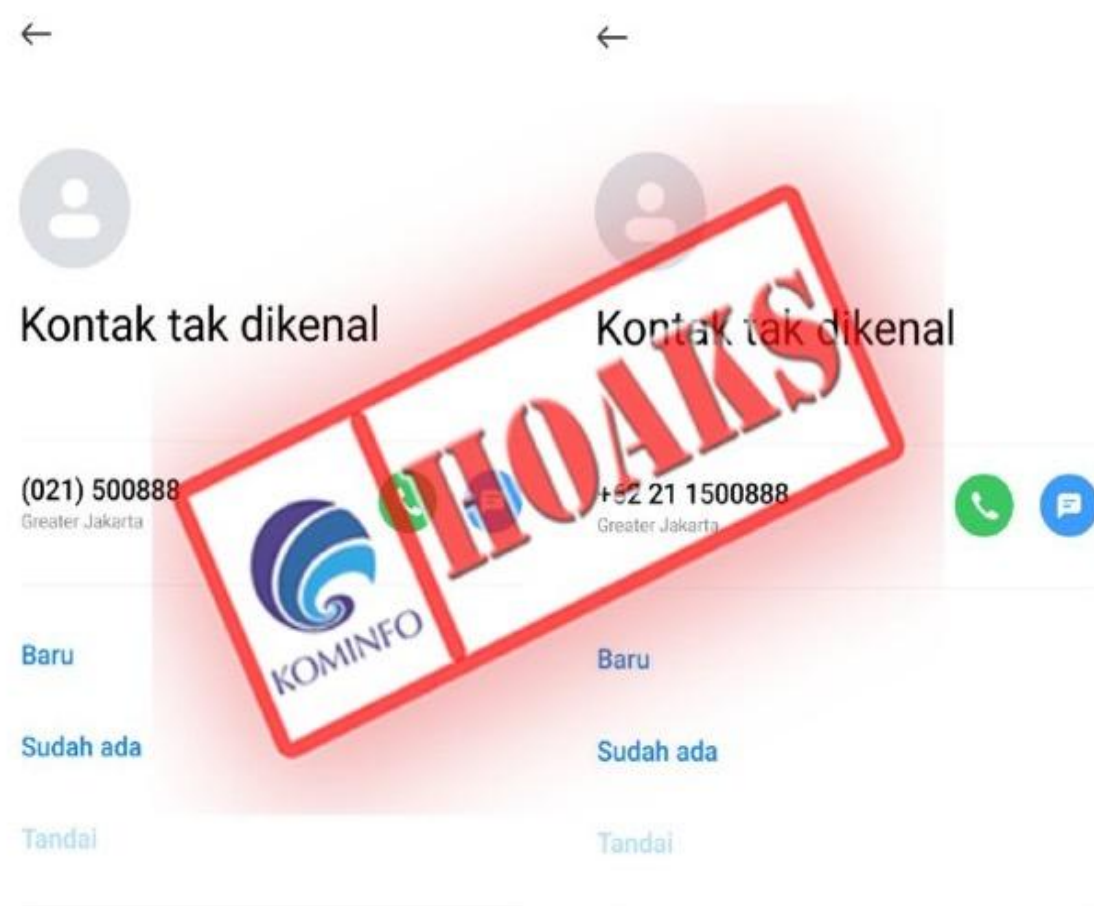 Kontak tak dikenal
(021) 500888
Greater Jakarta
Baru
Sudah ada
Tandai
Kontak tak dikenal
+62 21 1500888
Greater Jakarta
Baru
Sudah ada
Tandai
KOMINFO
HOAKS